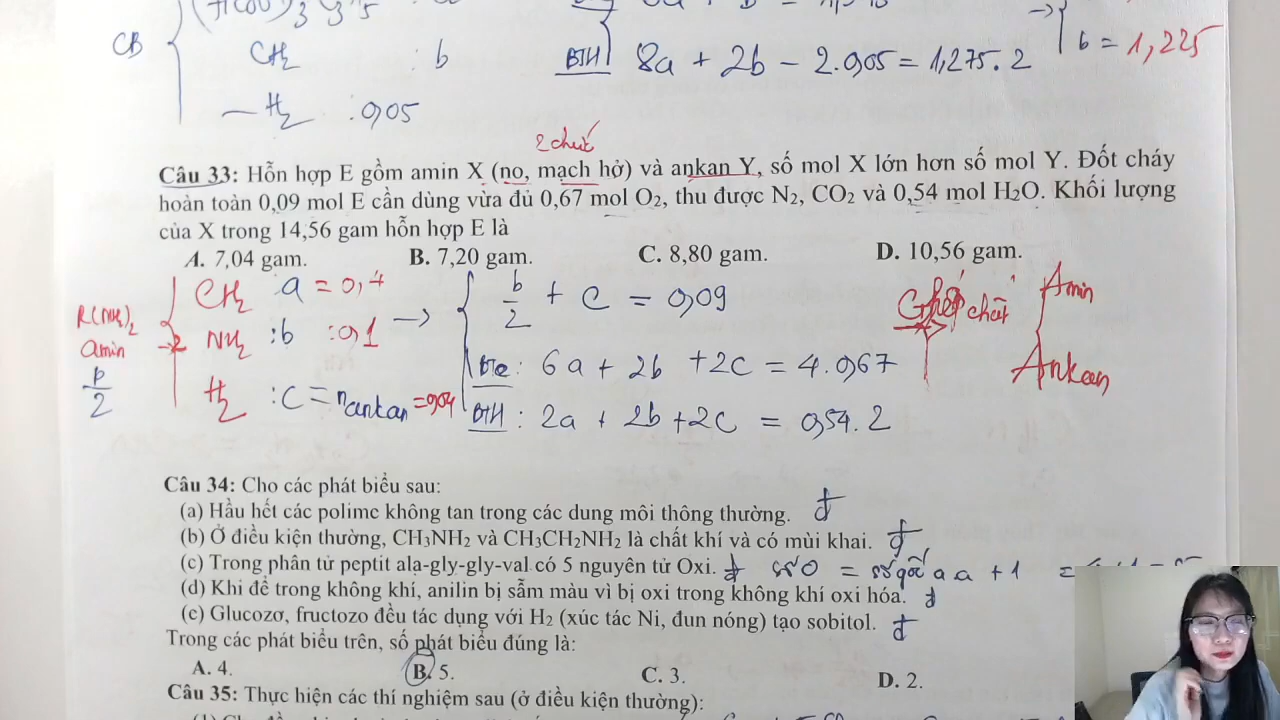 CB CH2 : b BTH 8a + 2b - 2.0,05 = 1,275.2 b = 1,225
- H2 : 0,05
2 chức
Câu 33: Hỗn hợp E gồm amin X (no, mạch hở) và ankan Y, số mol X lớn hơn số mol Y. Đốt cháy
hoàn toàn 0,09 mol E cần dùng vừa đủ 0,67 mol O2, thu được N2, CO2 và 0,54 mol H2O. Khối lượng
của X trong 14,56 gam hỗn hợp E là
A. 7,04 gam. B. 7,20 gam. C. 8,80 gam. D. 10,56 gam.
CH2 : a = 0,4 → b/2 + c = 0,09 chất Amin
R(NH2)2 amin b/2 NH2 : b : 0,1 BTe: 6a + 2b + 2c = 4.0,67 Ankan
H2 : c = nankan = 0,04 BTH : 2a + 2b + 2c = 0,54.2
Câu 34: Cho các phát biểu sau:
(a) Hầu hết các polime không tan trong các dung môi thông thường. đ
(b) Ở điều kiện thường, CH3NH2 và CH3CH2NH2 là chất khí và có mùi khai. đ
(c) Trong phân tử peptit ala-gly-gly-val có 5 nguyên tử Oxi. đ số O = số gốc aa + 1
(d) Khi để trong không khí, anilin bị sẫm màu vì bị oxi trong không khí oxi hóa. đ
(e) Glucozơ, fructozơ đều tác dụng với H2 (xúc tác Ni, đun nóng) tạo sobitol. đ
Trong các phát biểu trên, số phát biểu đúng là:
A. 4. B. 5. C. 3. D. 2.
Câu 35: Thực hiện các thí nghiệm sau (ở điều kiện thường):